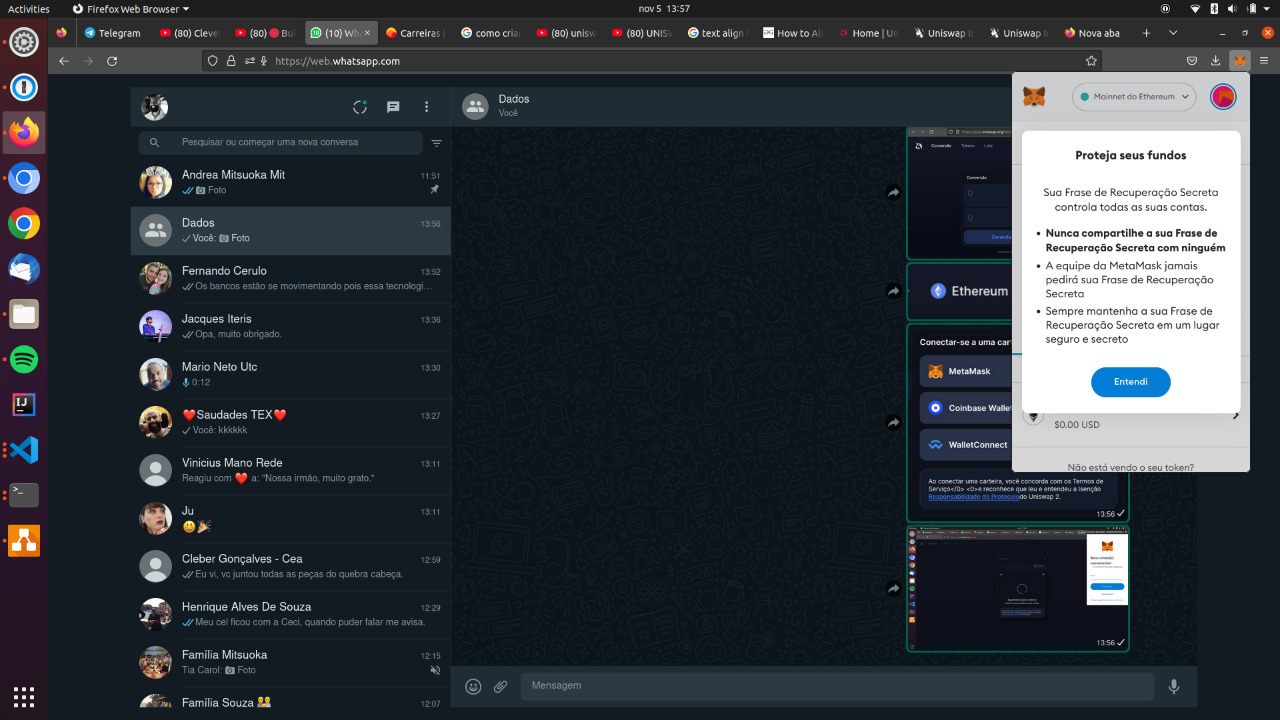 Activities
Firefox Web Browser
nov 5 13:57
Telegram
(80) Cleve
(80) 🔴 Bu
(10) Wha
Carreiras |
como criar
(80) unisw
(80) UNISV
text align
How to Ali
Home | Un
Uniswap In
Uniswap In
Nova aba
https://web.whatsapp.com
Pesquisar ou começar uma nova conversa
Andrea Mitsuoka Mit
11:51
Foto
Dados
13:56
Você: Foto
Fernando Cerulo
13:52
Os bancos estão se movimentando pois essa tecnologi...
Jacques Iteris
13:36
Opa, muito obrigado.
Mario Neto Utc
13:30
0:12
❤️Saudades TEX❤️
13:27
Você: kkkkkk
Vinicius Mano Rede
13:11
Reagiu com ❤️ a: "Nossa irmão, muito grato."
Ju
13:11
😃🎉
Cleber Gonçalves - Cea
12:59
Eu vi, vc juntou todas as peças do quebra cabeça.
Henrique Alves De Souza
12:29
Meu cel ficou com a Ceci, quando puder falar me avisa.
Família Mitsuoka
12:15
Tia Carol: Foto
Família Souza
12:07
Dados
Você
Conversão
Tokens
Lote
Conversão
0
0
Ethereum
Conectar-se a uma cart
MetaMask
Coinbase Wallet
WalletConnect
Ao conectar uma carteira, você concorda com os Termos de
Serviço</0> <0>e reconhece que leu e entendeu a Isenção
Responsabilidade do Protocolodo Uniswap 2.
13:56
13:56
Mensagem
Mainnet do Ethereum
Proteja seus fundos
Sua Frase de Recuperação Secreta
controla todas as suas contas.
• Nunca compartilhe a sua Frase de
Recuperação Secreta com ninguém
• A equipe da MetaMask jamais
pedirá sua Frase de Recuperação
Secreta
• Sempre mantenha a sua Frase de
Recuperação Secreta em um lugar
seguro e secreto
Entendi
$0.00 USD
Não está vendo o seu token?